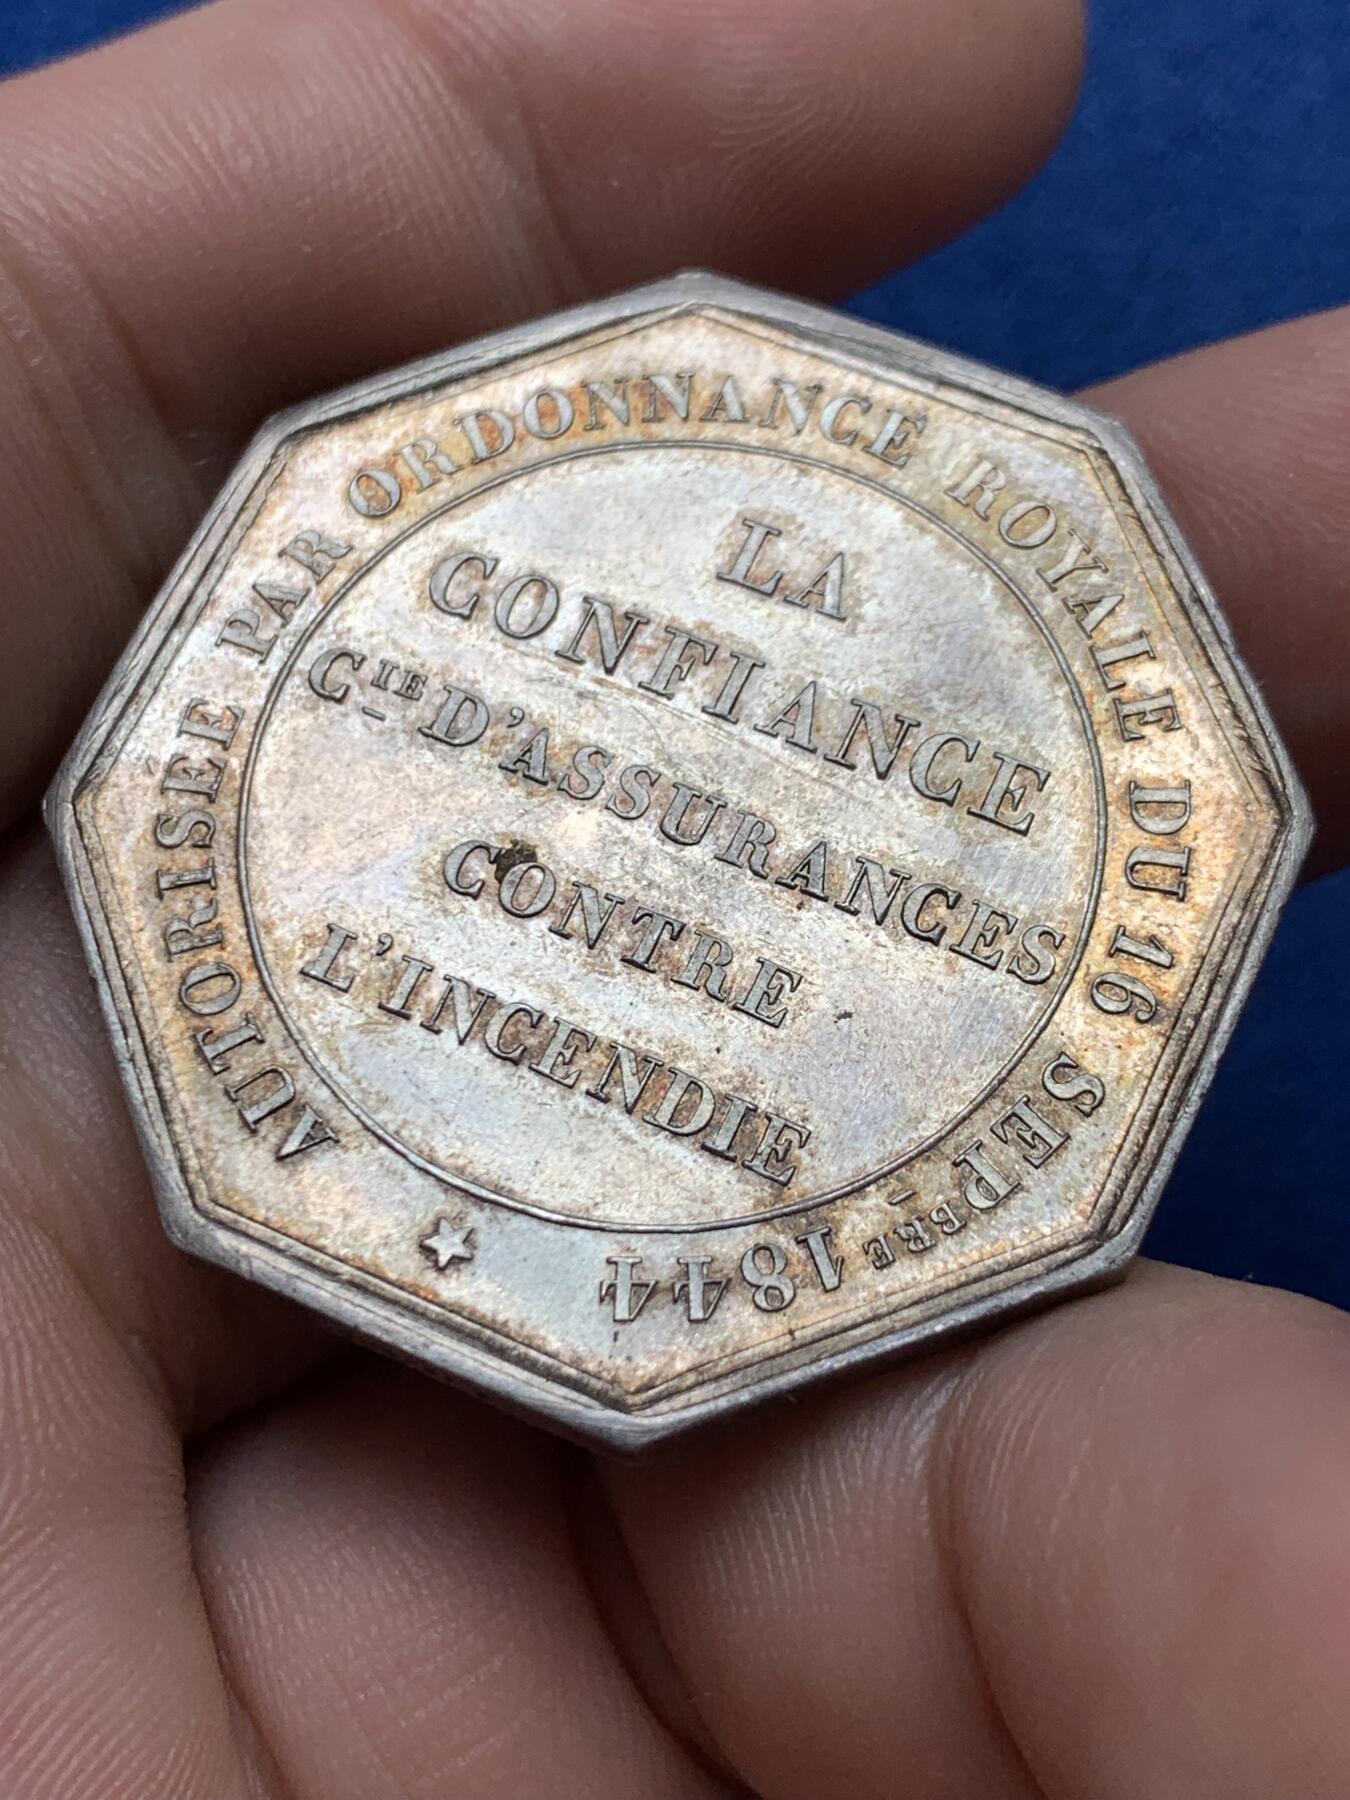 AUTORISÉE PAR ORDONNANCE ROYALE DU 16 SEPBRE 1844
LA
CONFIANCE
CIE D'ASSURANCES
CONTRE
L'INCENDIE